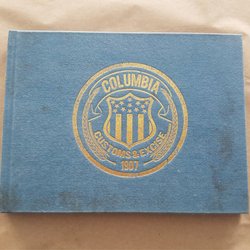 COLUMBIA
CUSTOMS & EXCISE
1907